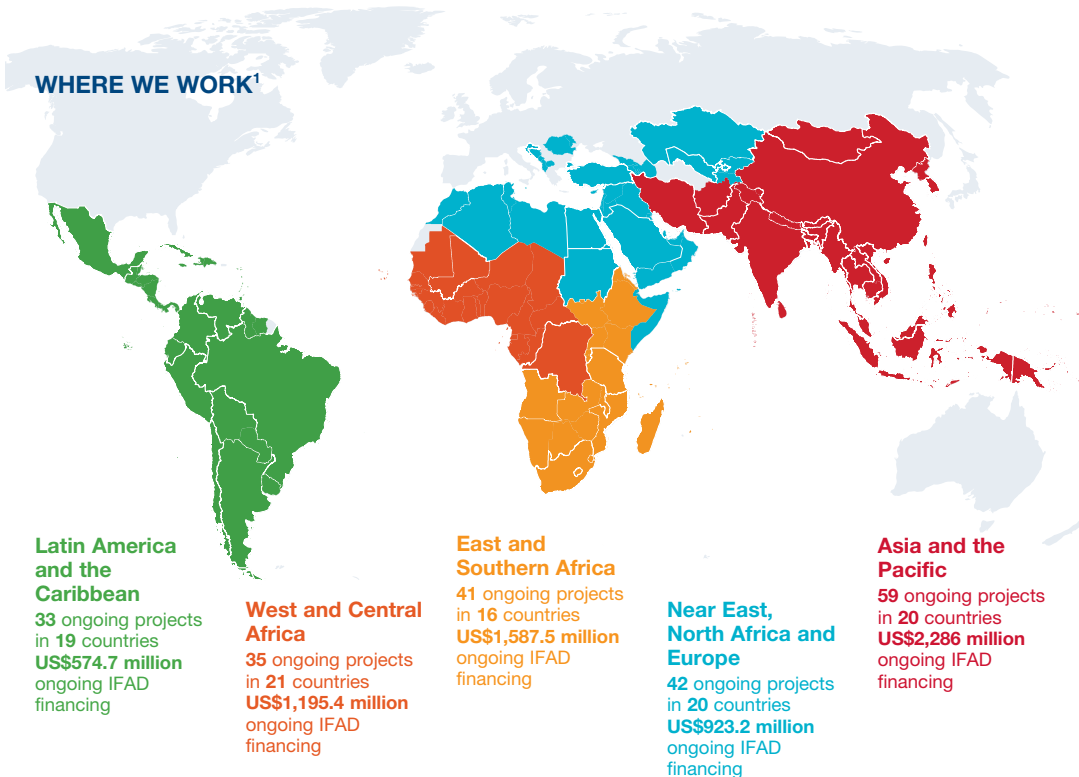 WHERE WE WORK¹
Latin America
and the
Caribbean
33 ongoing projects
in 19 countries
US$574.7 million
ongoing IFAD
financing
West and Central
Africa
35 ongoing projects
in 21 countries
US$1,195.4 million
ongoing IFAD
financing
East and
Southern Africa
41 ongoing projects
in 16 countries
US$1,587.5 million
ongoing IFAD
financing
Near East,
North Africa and
Europe
42 ongoing projects
in 20 countries
US$923.2 million
ongoing IFAD
financing
Asia and the
Pacific
59 ongoing projects
in 20 countries
US$2,286 million
ongoing IFAD
financing